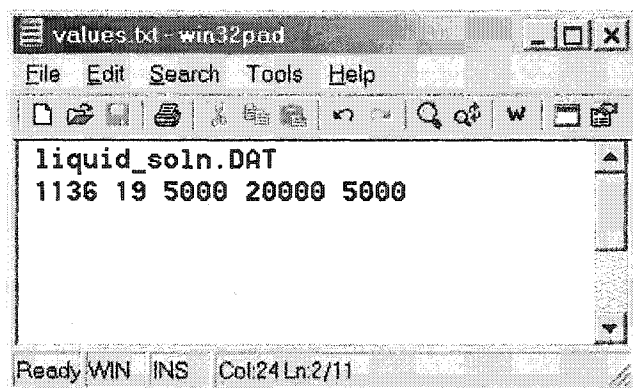 values.txt - win32pad
File Edit Search Tools Help
W
liquid_soln.DAT
1136 19 5000 20000 5000
Ready WIN INS Col:24 Ln:2/11